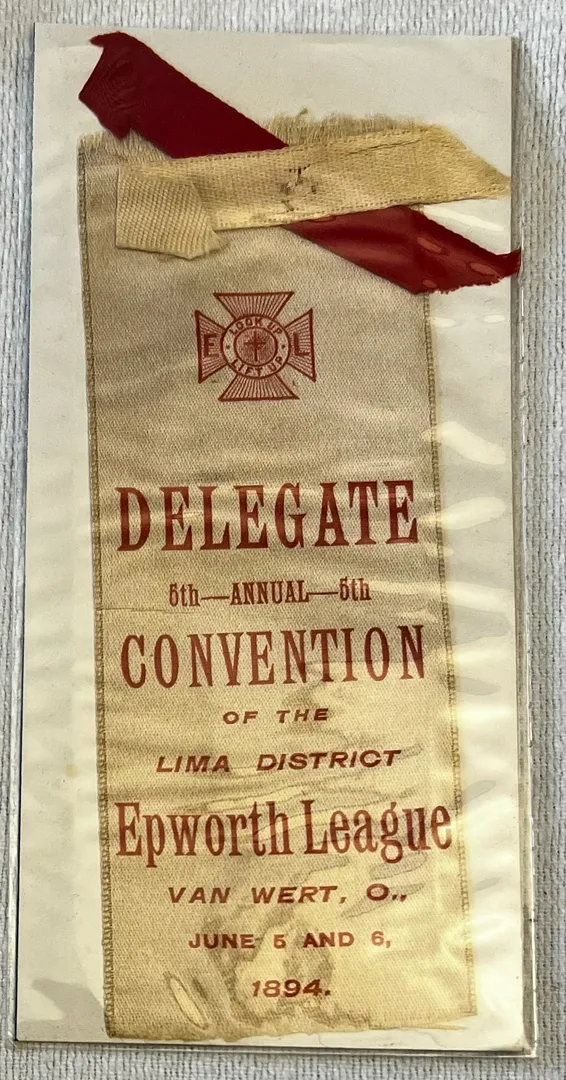 LOOK UP
E L
LIFT UP
DELEGATE
5th—ANNUAL—5th
CONVENTION
OF THE
LIMA DISTRICT
Epworth League
VAN WERT, O.,
JUNE 5 AND 6,
1894.